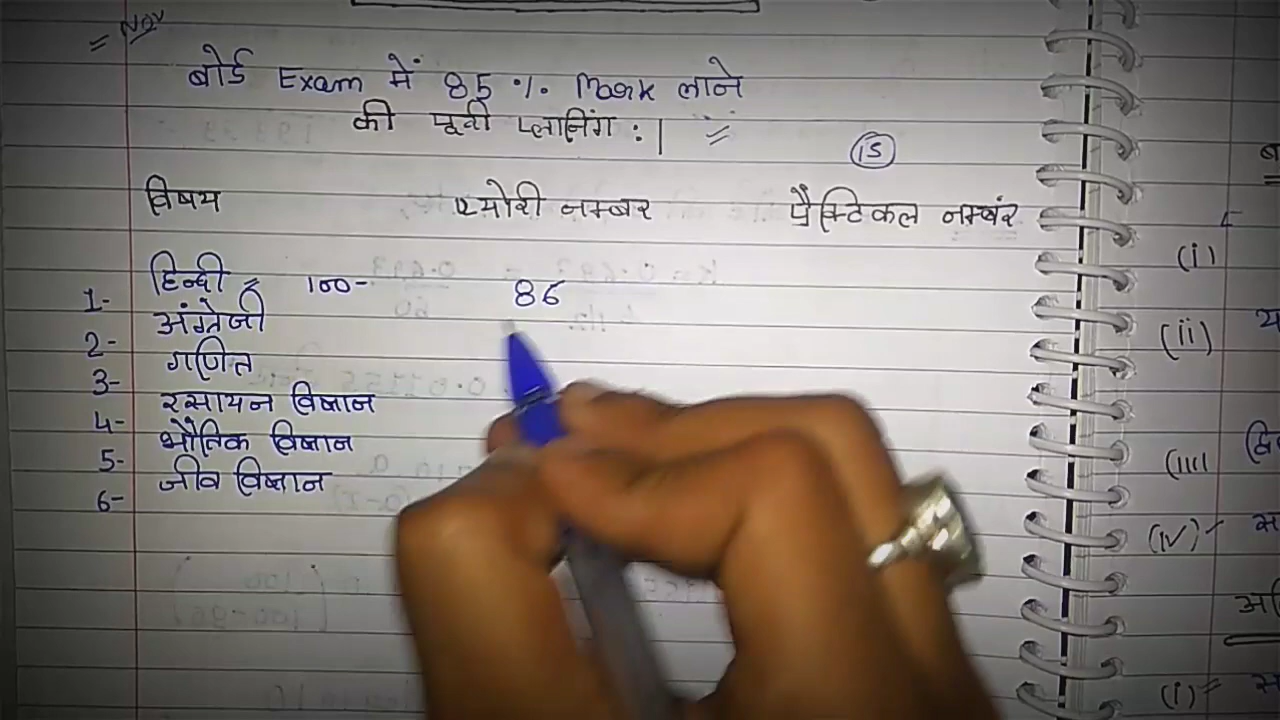 = Nov
बोर्ड Exam में 85 %. Mark लाने
की पूरी प्लानिंग : | =
15
विषय थ्योरी नम्बर प्रैक्टिकल नम्बर
1- हिन्दी = 100- 86
2- अंग्रेजी
3- गणित
4- रसायन विज्ञान
5- भौतिक विज्ञान
6- जीव विज्ञान
(i)
(ii)
(iii
(iv)-
(i) =